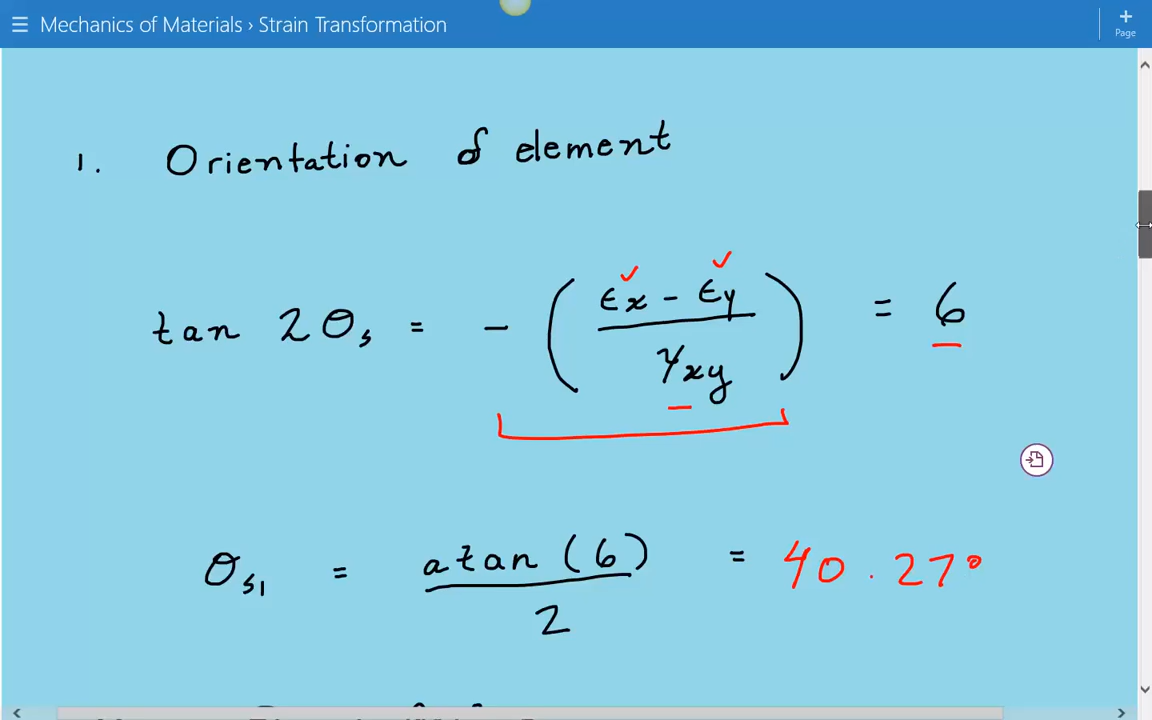 Mechanics of Materials › Strain Transformation
Page
1. Orientation of element
tan 2θs = - (εx - εy / γxy) = 6
θs1 = atan(6) / 2 = 40.27°